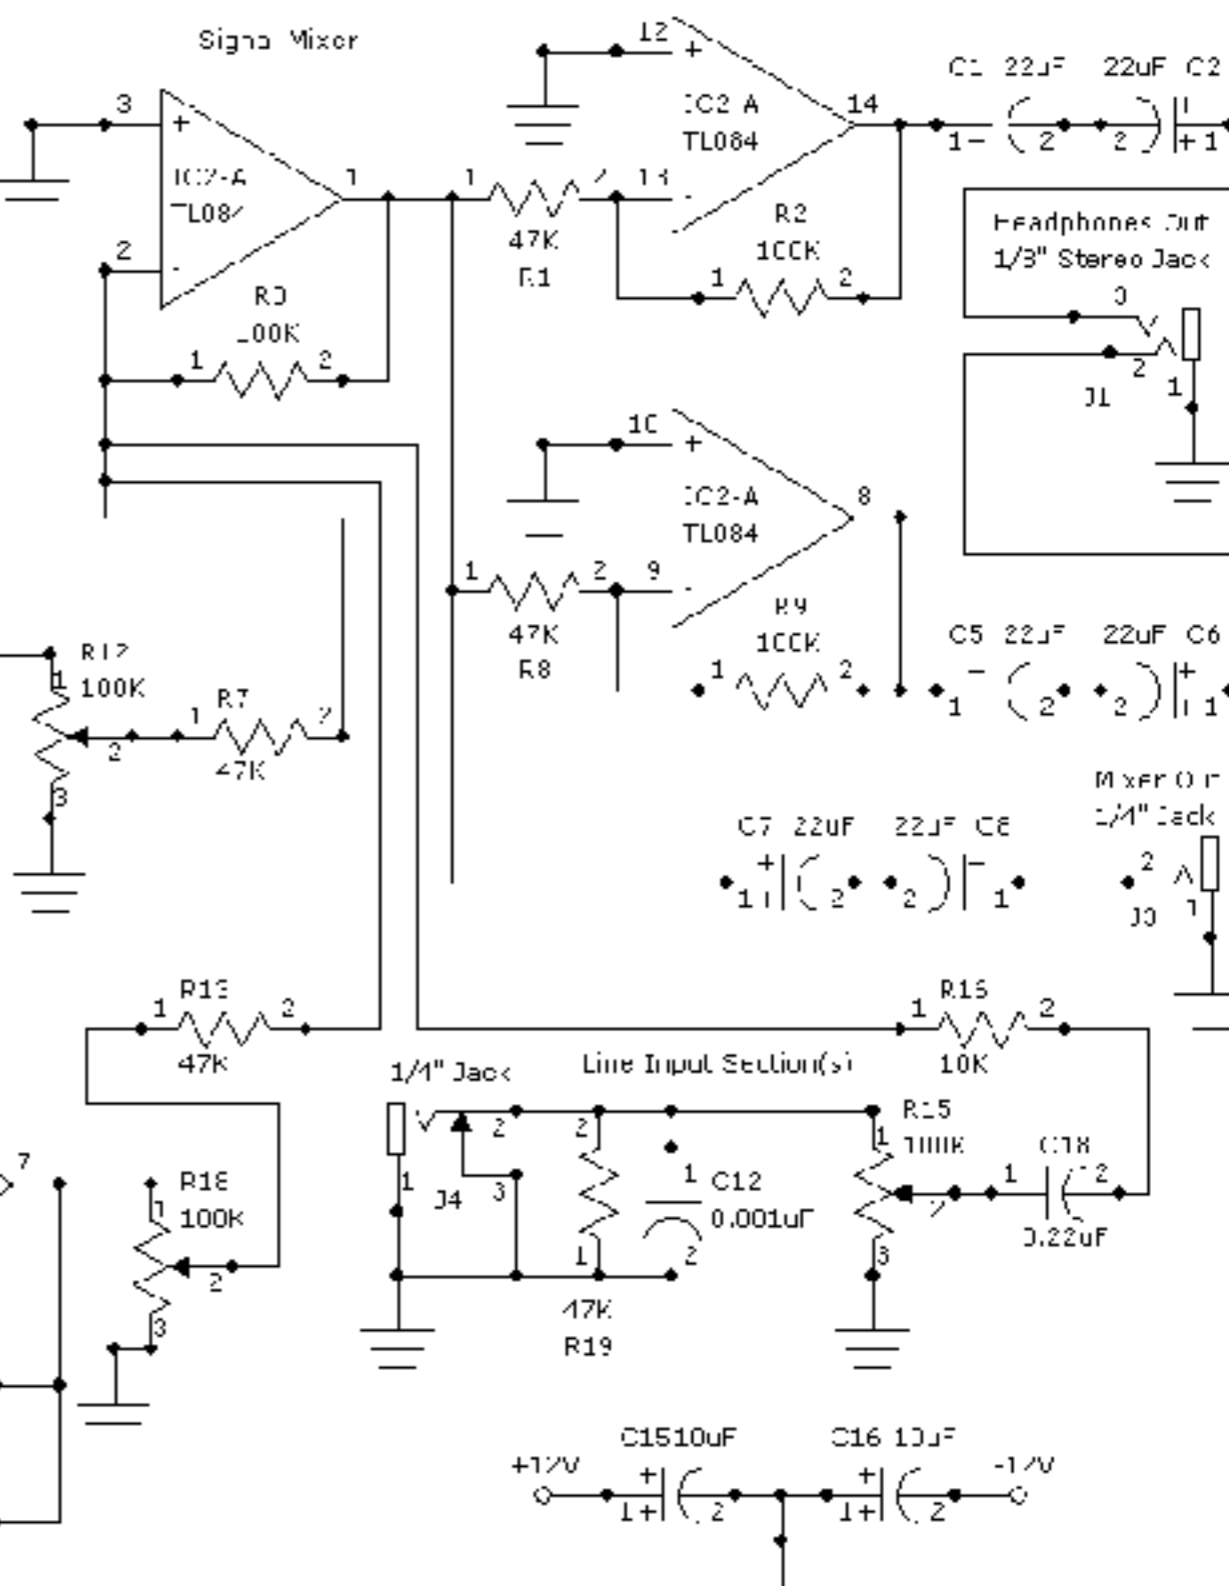 Signa Mixer
12
+
IC2 A
TL084
14
13
-
C1 22uF 22uF C2
1- 2 2 +1
3
+
IC2-A
TL084
1
2
-
1 2
47K
R1
R2
100K
1 2
Headphones Out
1/8" Stereo Jack
3
2
1
J1
100K
1 2
10
+
IC2-A
TL084
8
9
-
1 2
47K
R8
R9
100K
1 2
C5 22uF 22uF C6
- +
1 2 2 +1
R12
1 100K
2
3
R7
1 2
47K
Mixer Out
1/4" Jack
2
1
C7 22uF 22uF C8
+ -
1+ 2 2 1
R13
1 2
47K
R16
1 2
10K
Line Input Section(s)
1/4" Jack
2
3
1
J4
2
1
47K
R19
1 C12
0.001uF
2
R15
1 100K
2
3
C18
1 2
0.22uF
7
R18
1 100K
2
3
C15 10uF C16 10uF
+12V -12V
+ +
1+ 2 1+ 2